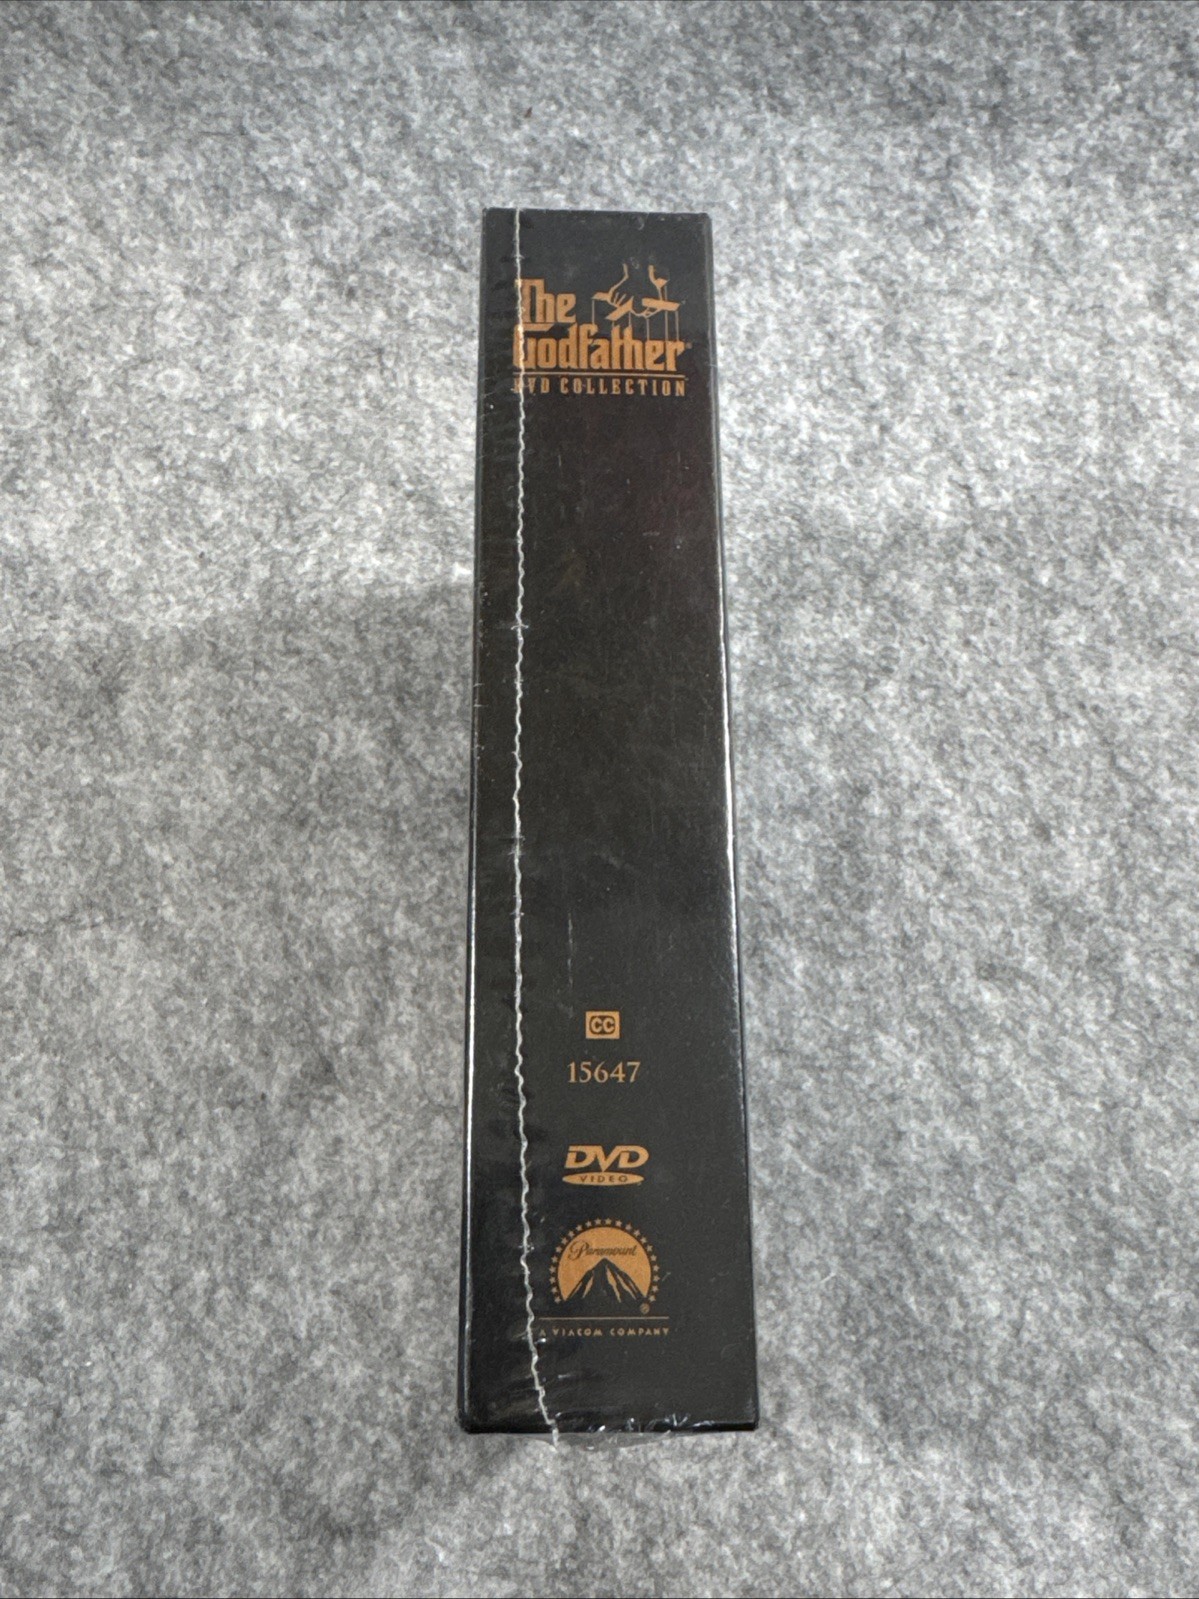 The
Godfather®
DVD COLLECTION
CC
15647
DVD
VIDEO
Paramount
®
A VIACOM COMPANY